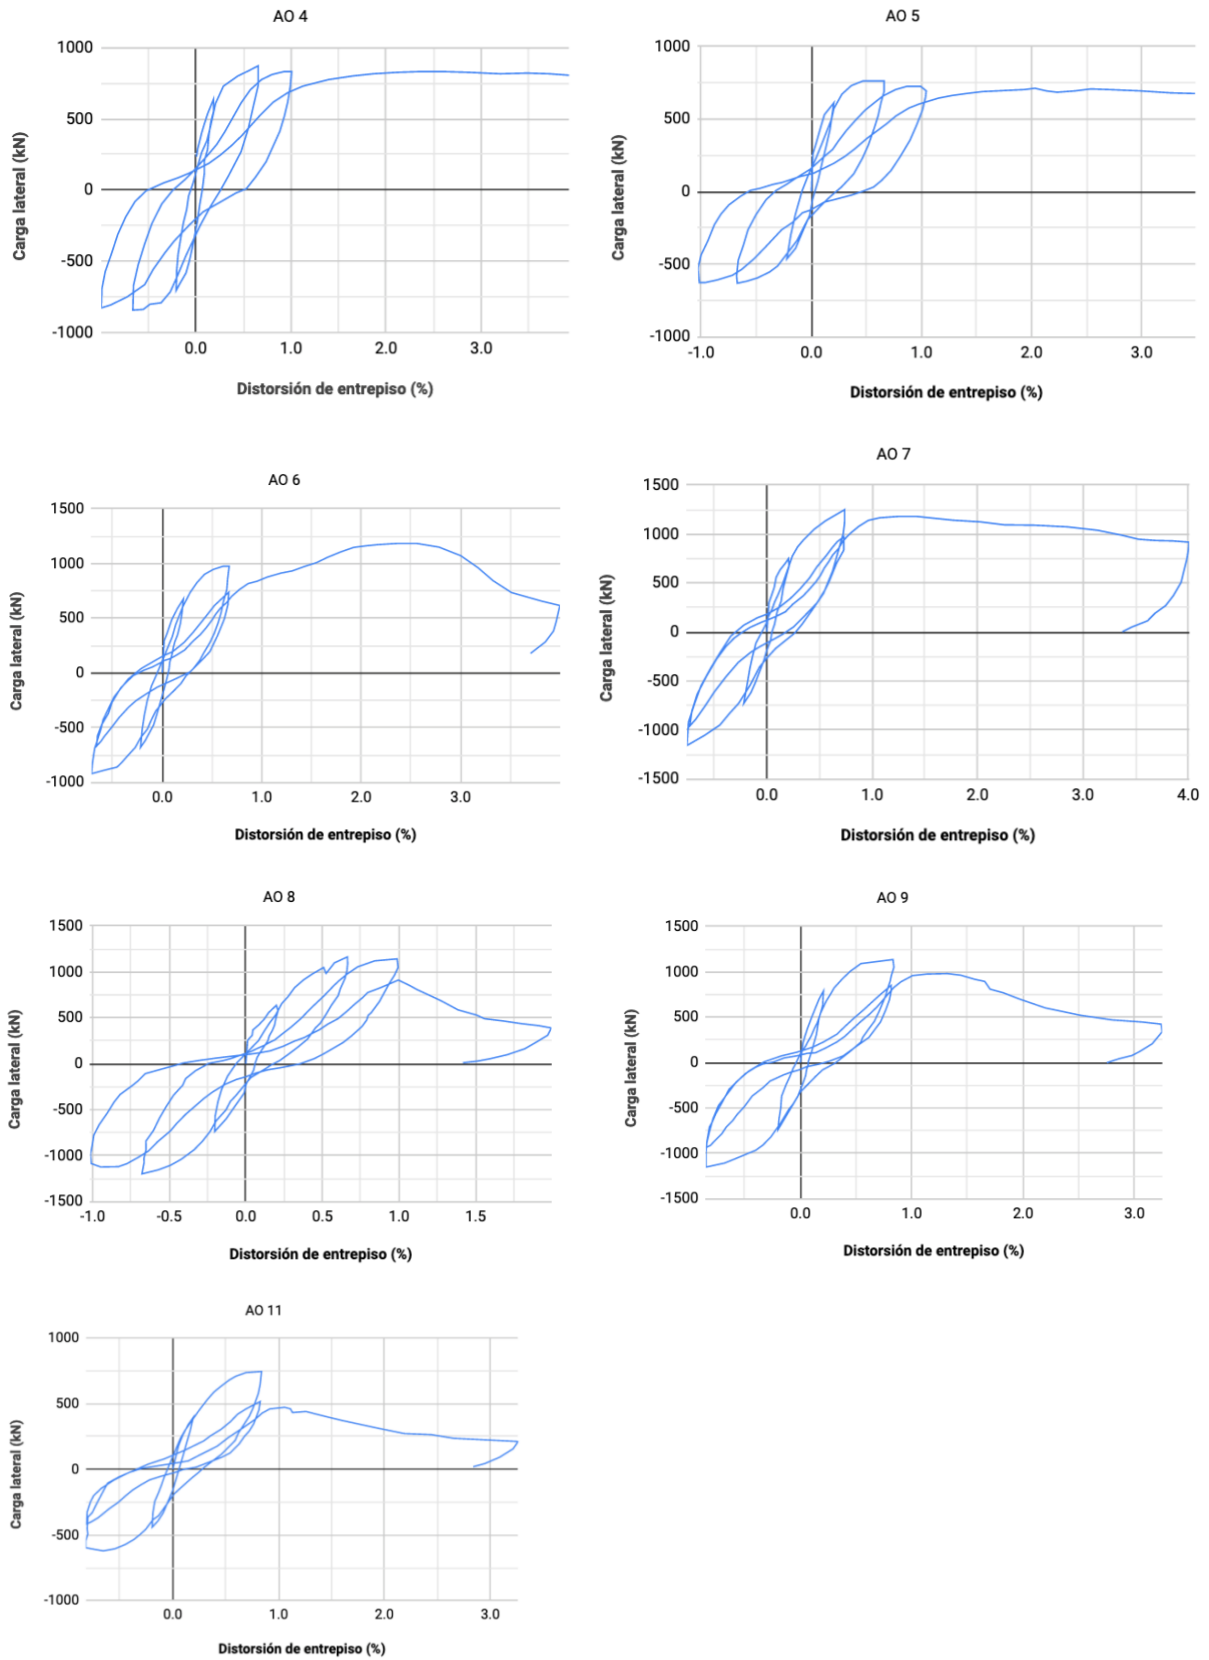 AO 4
1000
500
0
-500
-1000
Carga lateral (kN)
0.0 1.0 2.0 3.0
Distorsión de entrepiso (%)
AO 5
1000
500
0
-500
-1000
Carga lateral (kN)
-1.0 0.0 1.0 2.0 3.0
Distorsión de entrepiso (%)
AO 6
1500
1000
500
0
-500
-1000
Carga lateral (kN)
0.0 1.0 2.0 3.0
Distorsión de entrepiso (%)
AO 7
1500
1000
500
0
-500
-1000
-1500
Carga lateral (kN)
0.0 1.0 2.0 3.0 4.0
Distorsión de entrepiso (%)
AO 8
1500
1000
500
0
-500
-1000
-1500
Carga lateral (kN)
-1.0 -0.5 0.0 0.5 1.0 1.5
Distorsión de entrepiso (%)
AO 9
1500
1000
500
0
-500
-1000
-1500
Carga lateral (kN)
0.0 1.0 2.0 3.0
Distorsión de entrepiso (%)
AO 11
1000
500
0
-500
-1000
Carga lateral (kN)
0.0 1.0 2.0 3.0
Distorsión de entrepiso (%)